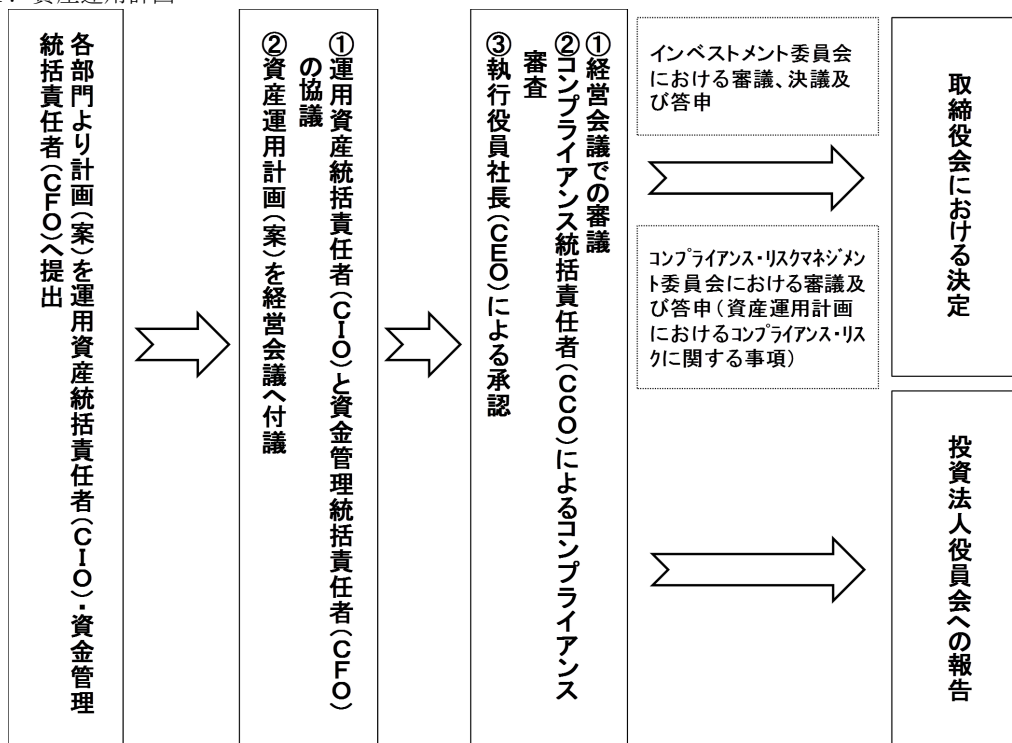 資産運用計画
各部門より計画(案)を運用資産統括責任者(CIO)・資金管理
統括責任者(CFO)へ提出
①運用資産統括責任者(CIO)と資金管理統括責任者(CFO)
の協議
②資産運用計画(案)を経営会議へ付議
①経営会議での審議
②コンプライアンス統括責任者(CCO)によるコンプライアンス
審査
③執行役員社長(CEO)による承認
インベストメント委員会
における審議、決議及
び答申
コンプライアンス・リスクマネジメン
ト委員会における審議及
び答申(資産運用計画
におけるコンプライアンス・リス
クに関する事項)
取締役会における決定
投資法人役員会への報告